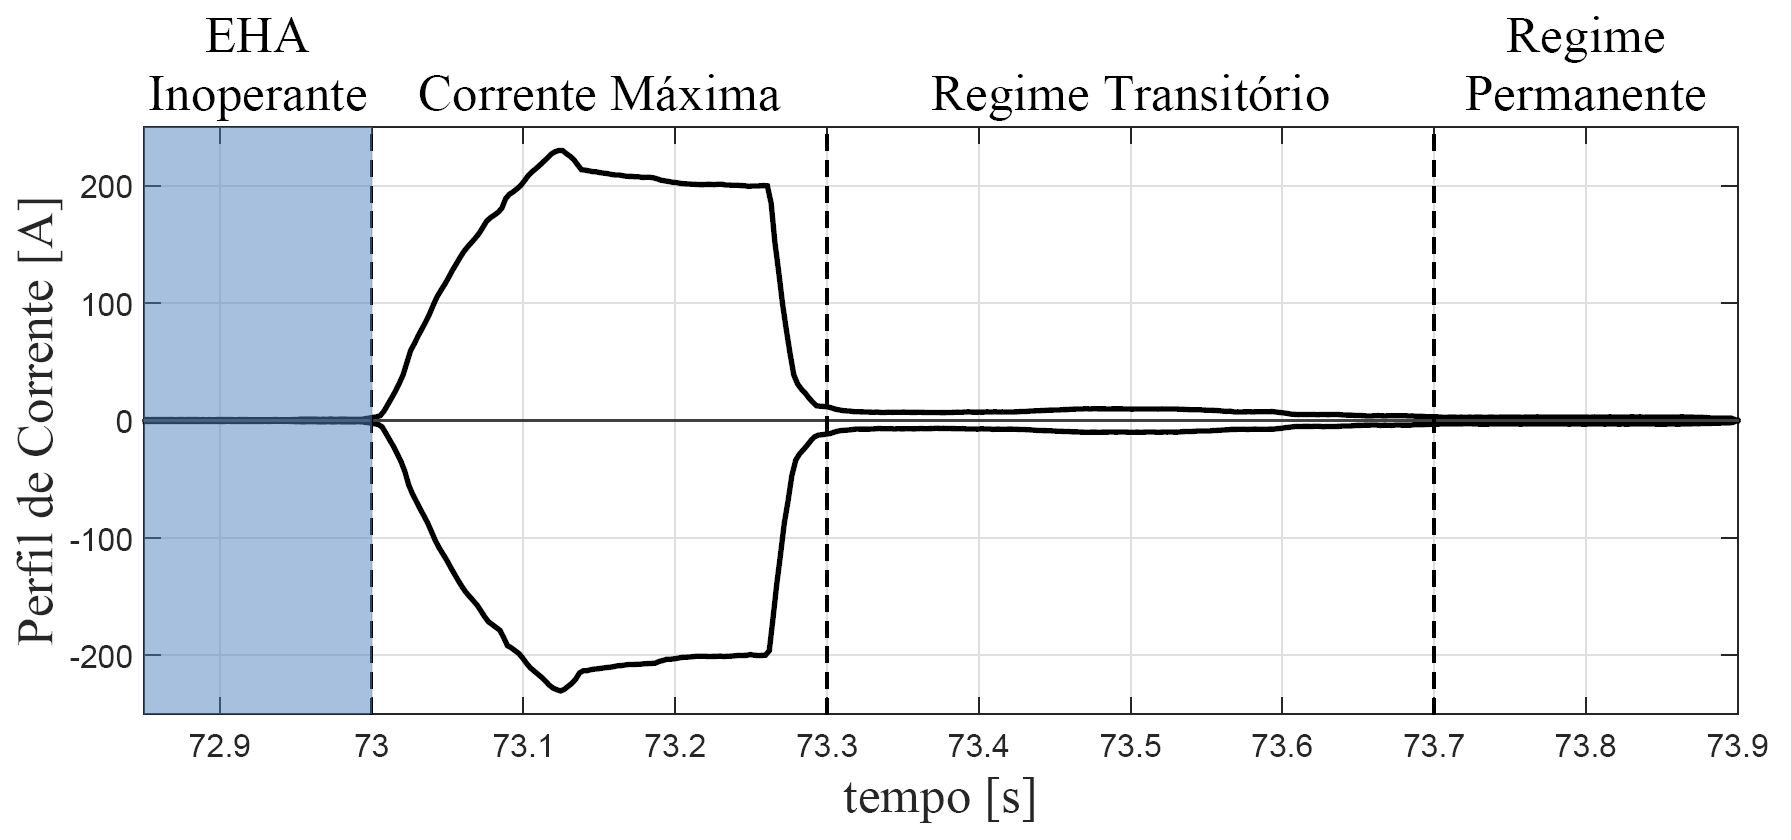 EHA
Inoperante
Corrente Máxima
Regime Transitório
Regime
Permanente
Perfil de Corrente [A]
200
100
0
-100
-200
72.9
73
73.1
73.2
73.3
73.4
73.5
73.6
73.7
73.8
73.9
tempo [s]